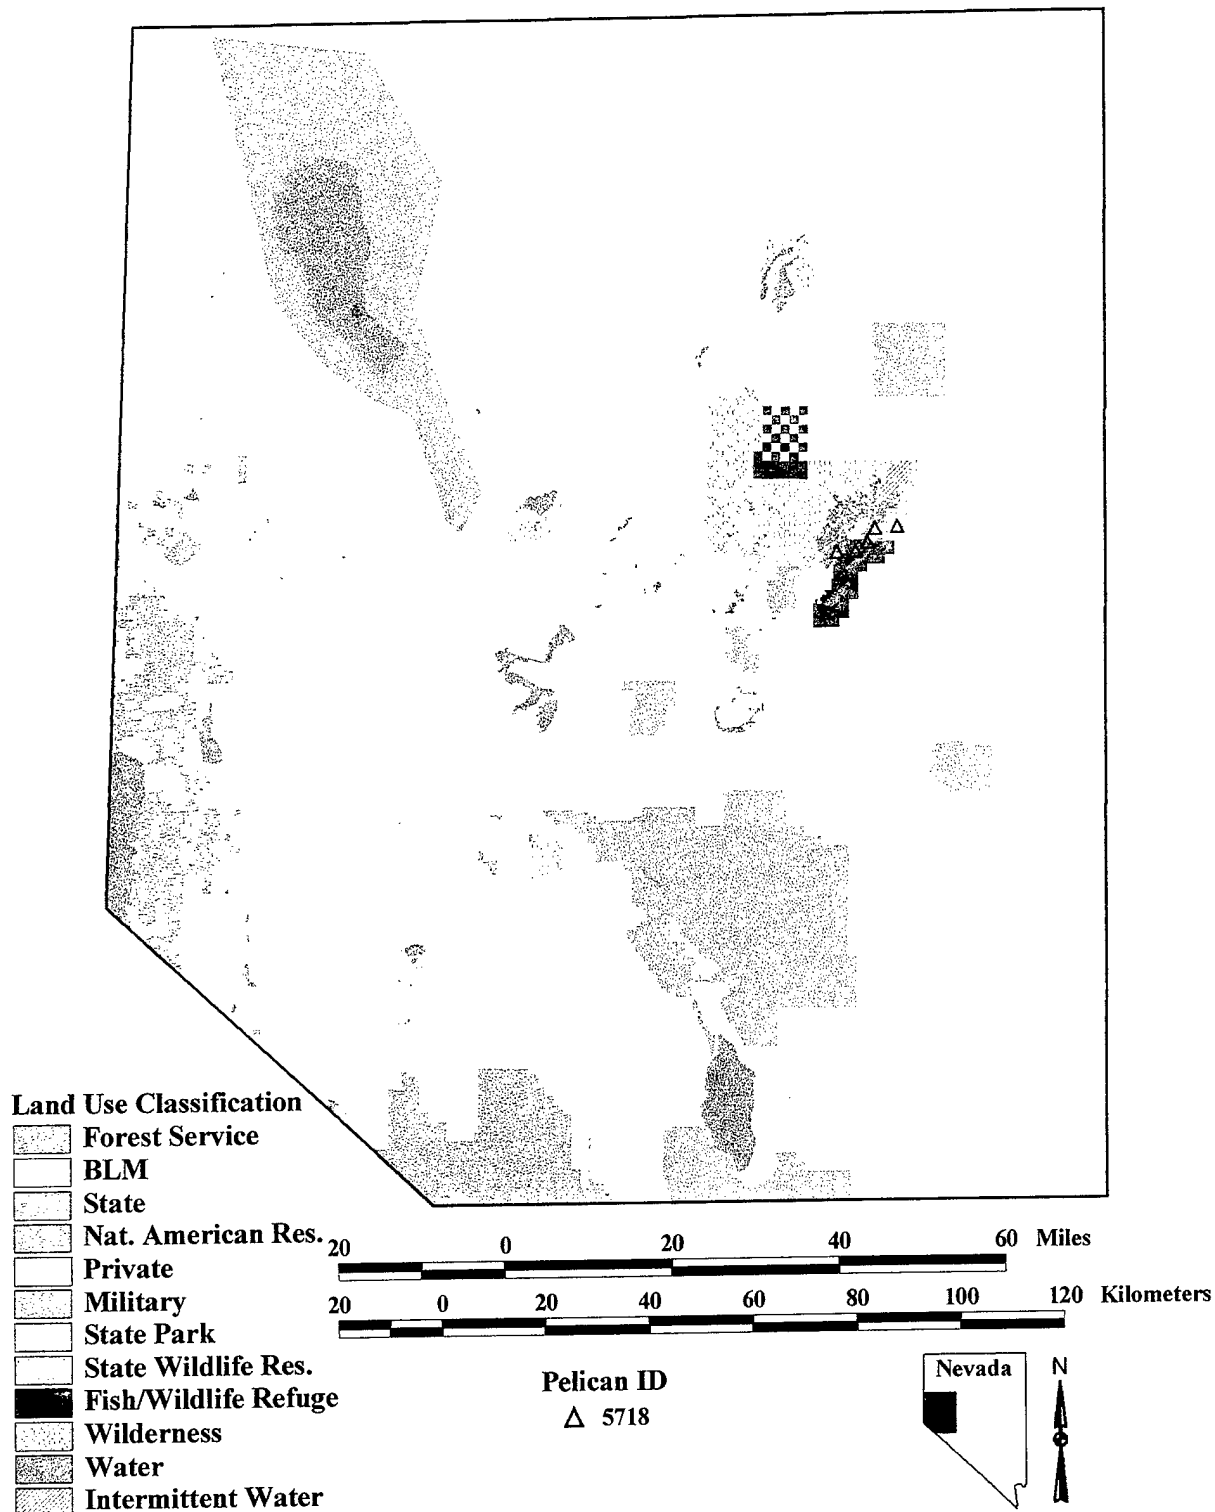 Land Use Classification
Forest Service
BLM
State
Nat. American Res.
Private
Military
State Park
State Wildlife Res.
Fish/Wildlife Refuge
Wilderness
Water
Intermittent Water
20 0 20 40 60 Miles
20 0 20 40 60 80 100 120 Kilometers
Pelican ID
5718
Nevada
N